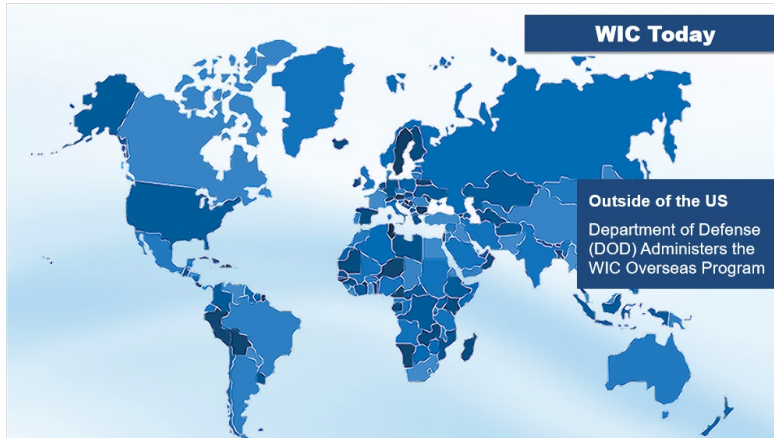 WIC Today
Outside of the US
Department of Defense
(DOD) Administers the
WIC Overseas Program